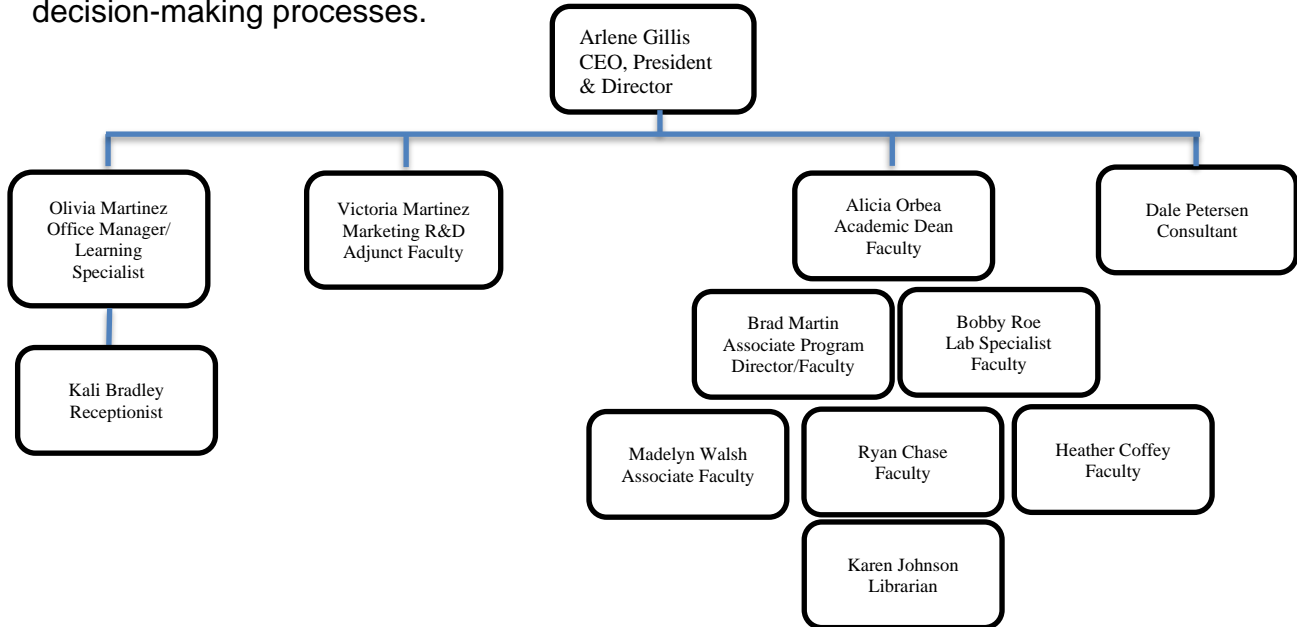 decision-making processes.
Arlene Gillis
CEO, President
& Director
Olivia Martinez
Office Manager/
Learning
Specialist
Victoria Martinez
Marketing R&D
Adjunct Faculty
Alicia Orbea
Academic Dean
Faculty
Dale Petersen
Consultant
Brad Martin
Associate Program
Director/Faculty
Bobby Roe
Lab Specialist
Faculty
Kali Bradley
Receptionist
Madelyn Walsh
Associate Faculty
Ryan Chase
Faculty
Heather Coffey
Faculty
Karen Johnson
Librarian